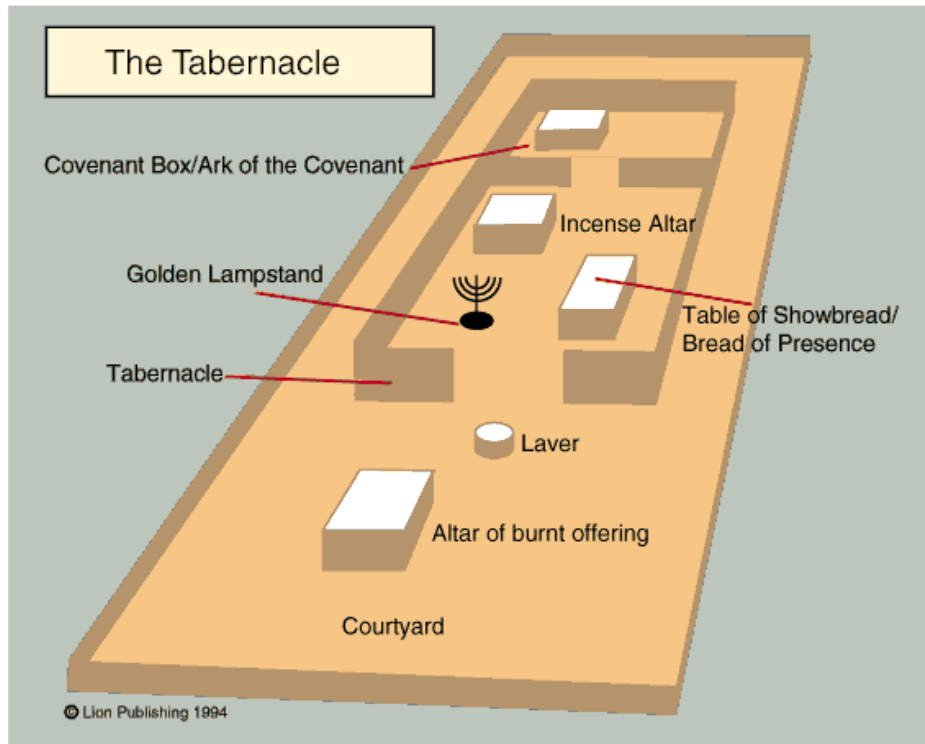 The Tabernacle
Covenant Box/Ark of the Covenant
Incense Altar
Golden Lampstand
Table of Showbread/
Bread of Presence
Tabernacle
Laver
Altar of burnt offering
Courtyard
© Lion Publishing 1994